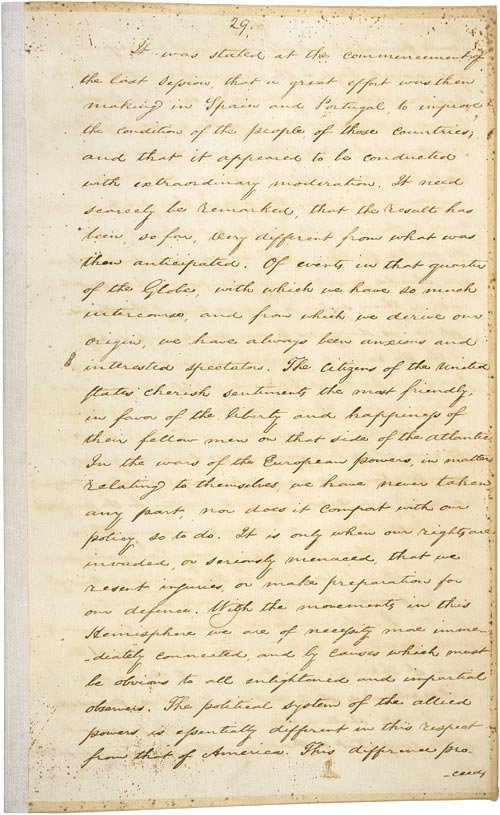 29.
It was stated at the commencement of
the last session, that a great effort was then
making in Spain and Portugal, to improve
the condition of the people, of those countries;
and that it appeared to be conducted
with extraordinary moderation. It need
scarcely be remarked, that the result has
been, so far, very different from what was
then anticipated. Of events in that quarter
of the Globe, with which we have so much
intercourse, and from which we derive our
origin, we have always been anxious and
interested spectators. The Citizens of the United
States cherish sentiments the most friendly,
in favor of the liberty and happiness of
their fellow men on that side of the Atlantic.
In the wars of the European powers, in matters
relating to themselves, we have never taken
any part, nor does it comport with our
policy, so to do. It is only when our rights are
invaded, or seriously menaced, that we
resent injuries, or make preparation for
our defence. With the movements in this
Hemisphere we are of necessity more imme-
-diately connected, and by causes which must
be obvious to all enlightened and impartial
observers. The political system of the allied
powers, is essentially different in this respect
from that of America. This difference pro-
-ceeds